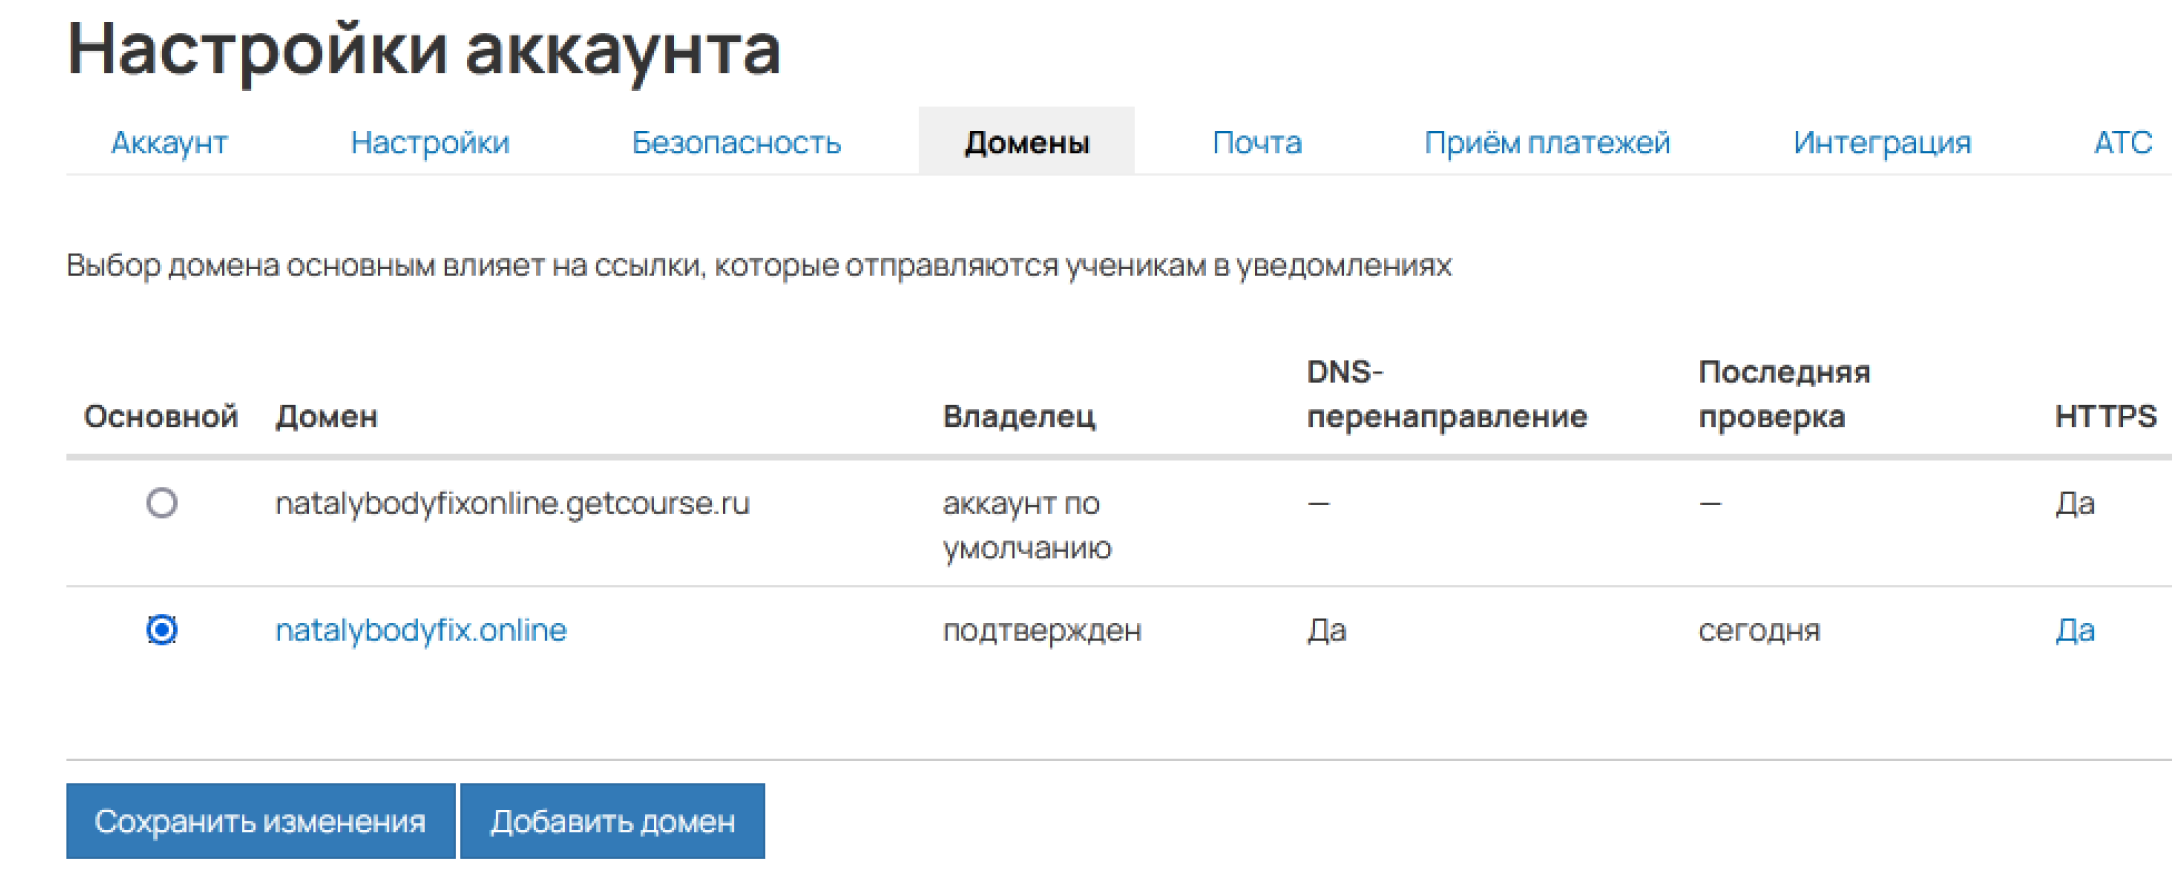 Настройки аккаунта
Аккаунт Настройки Безопасность Домены Почта Приём платежей Интеграция АТС
Выбор домена основным влияет на ссылки, которые отправляются ученикам в уведомлениях
Основной Домен Владелец DNS-перенаправление Последняя проверка HTTPS
natalybodyfixonline.getcourse.ru аккаунт по умолчанию — — Да
natalybodyfix.online подтвержден Да сегодня Да
Сохранить изменения Добавить домен